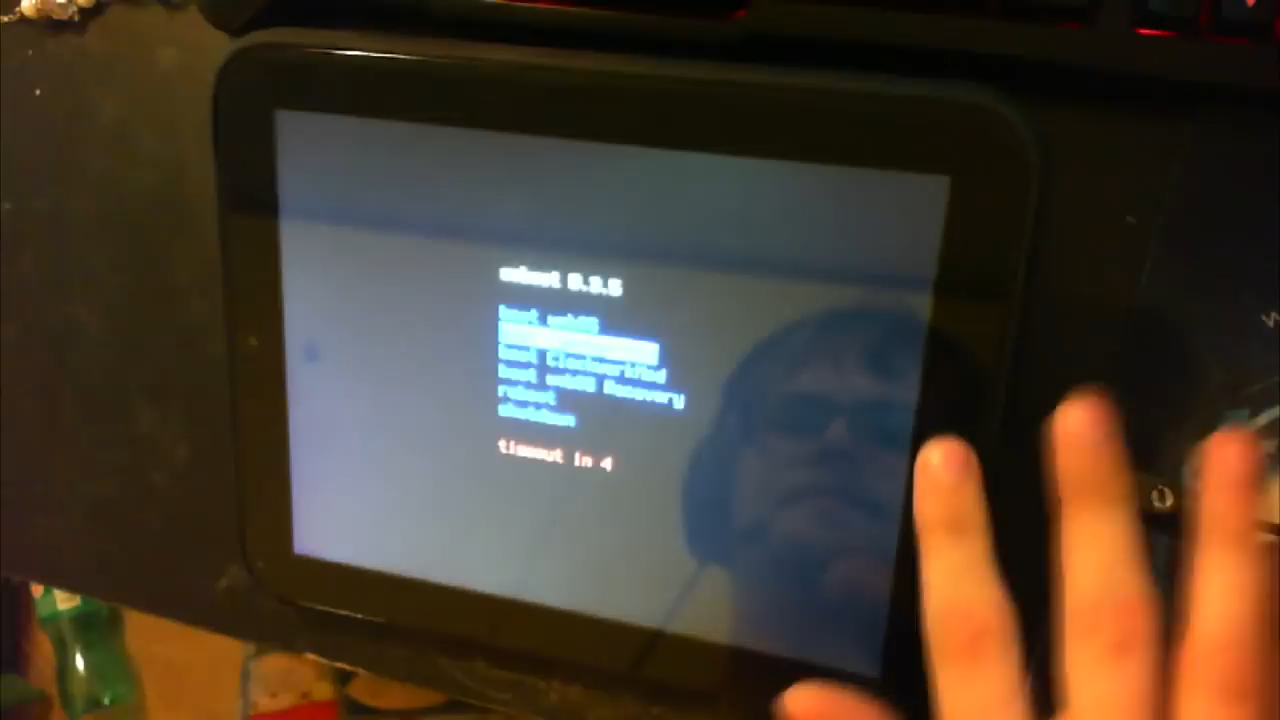 moboot 0.3.5
boot webOS
boot ClockworkMod
boot webOS Recovery
reboot
shutdown
timeout in 4